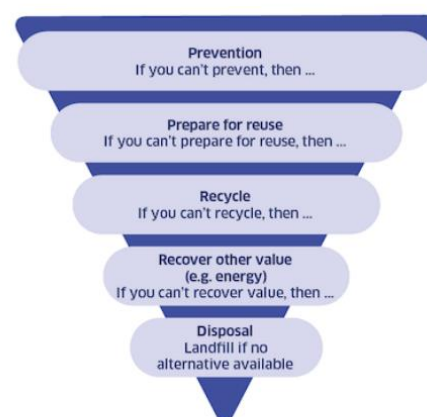 Prevention
If you can't prevent, then ...
Prepare for reuse
If you can't prepare for reuse, then ...
Recycle
If you can't recycle, then ...
Recover other value
(e.g. energy)
If you can't recover value, then ...
Disposal
Landfill if no
alternative available